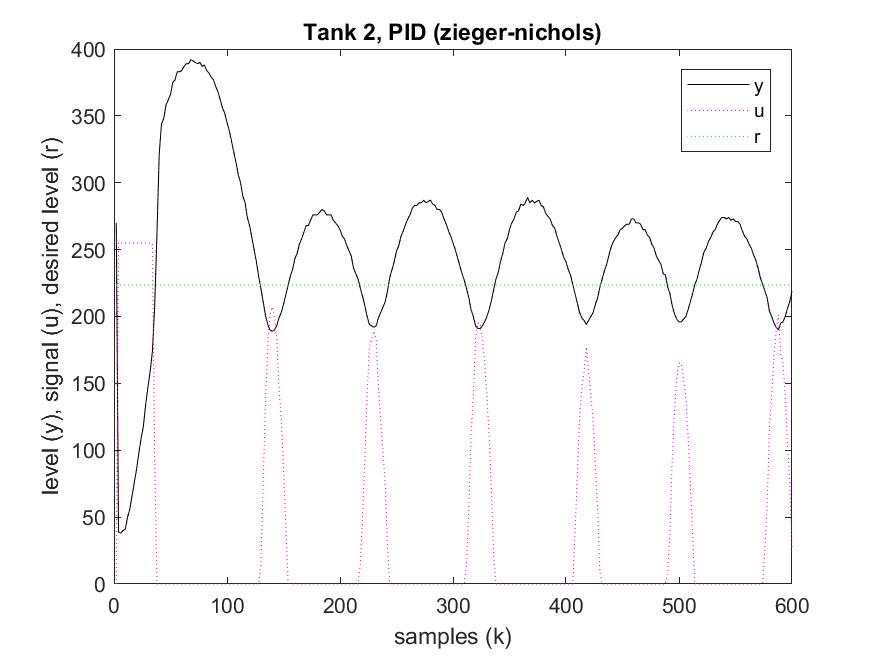 Tank 2, PID (zieger-nichols)
400
350
300
250
200
150
100
50
0
level (y), signal (u), desired level (r)
y
u
r
0 100 200 300 400 500 600
samples (k)